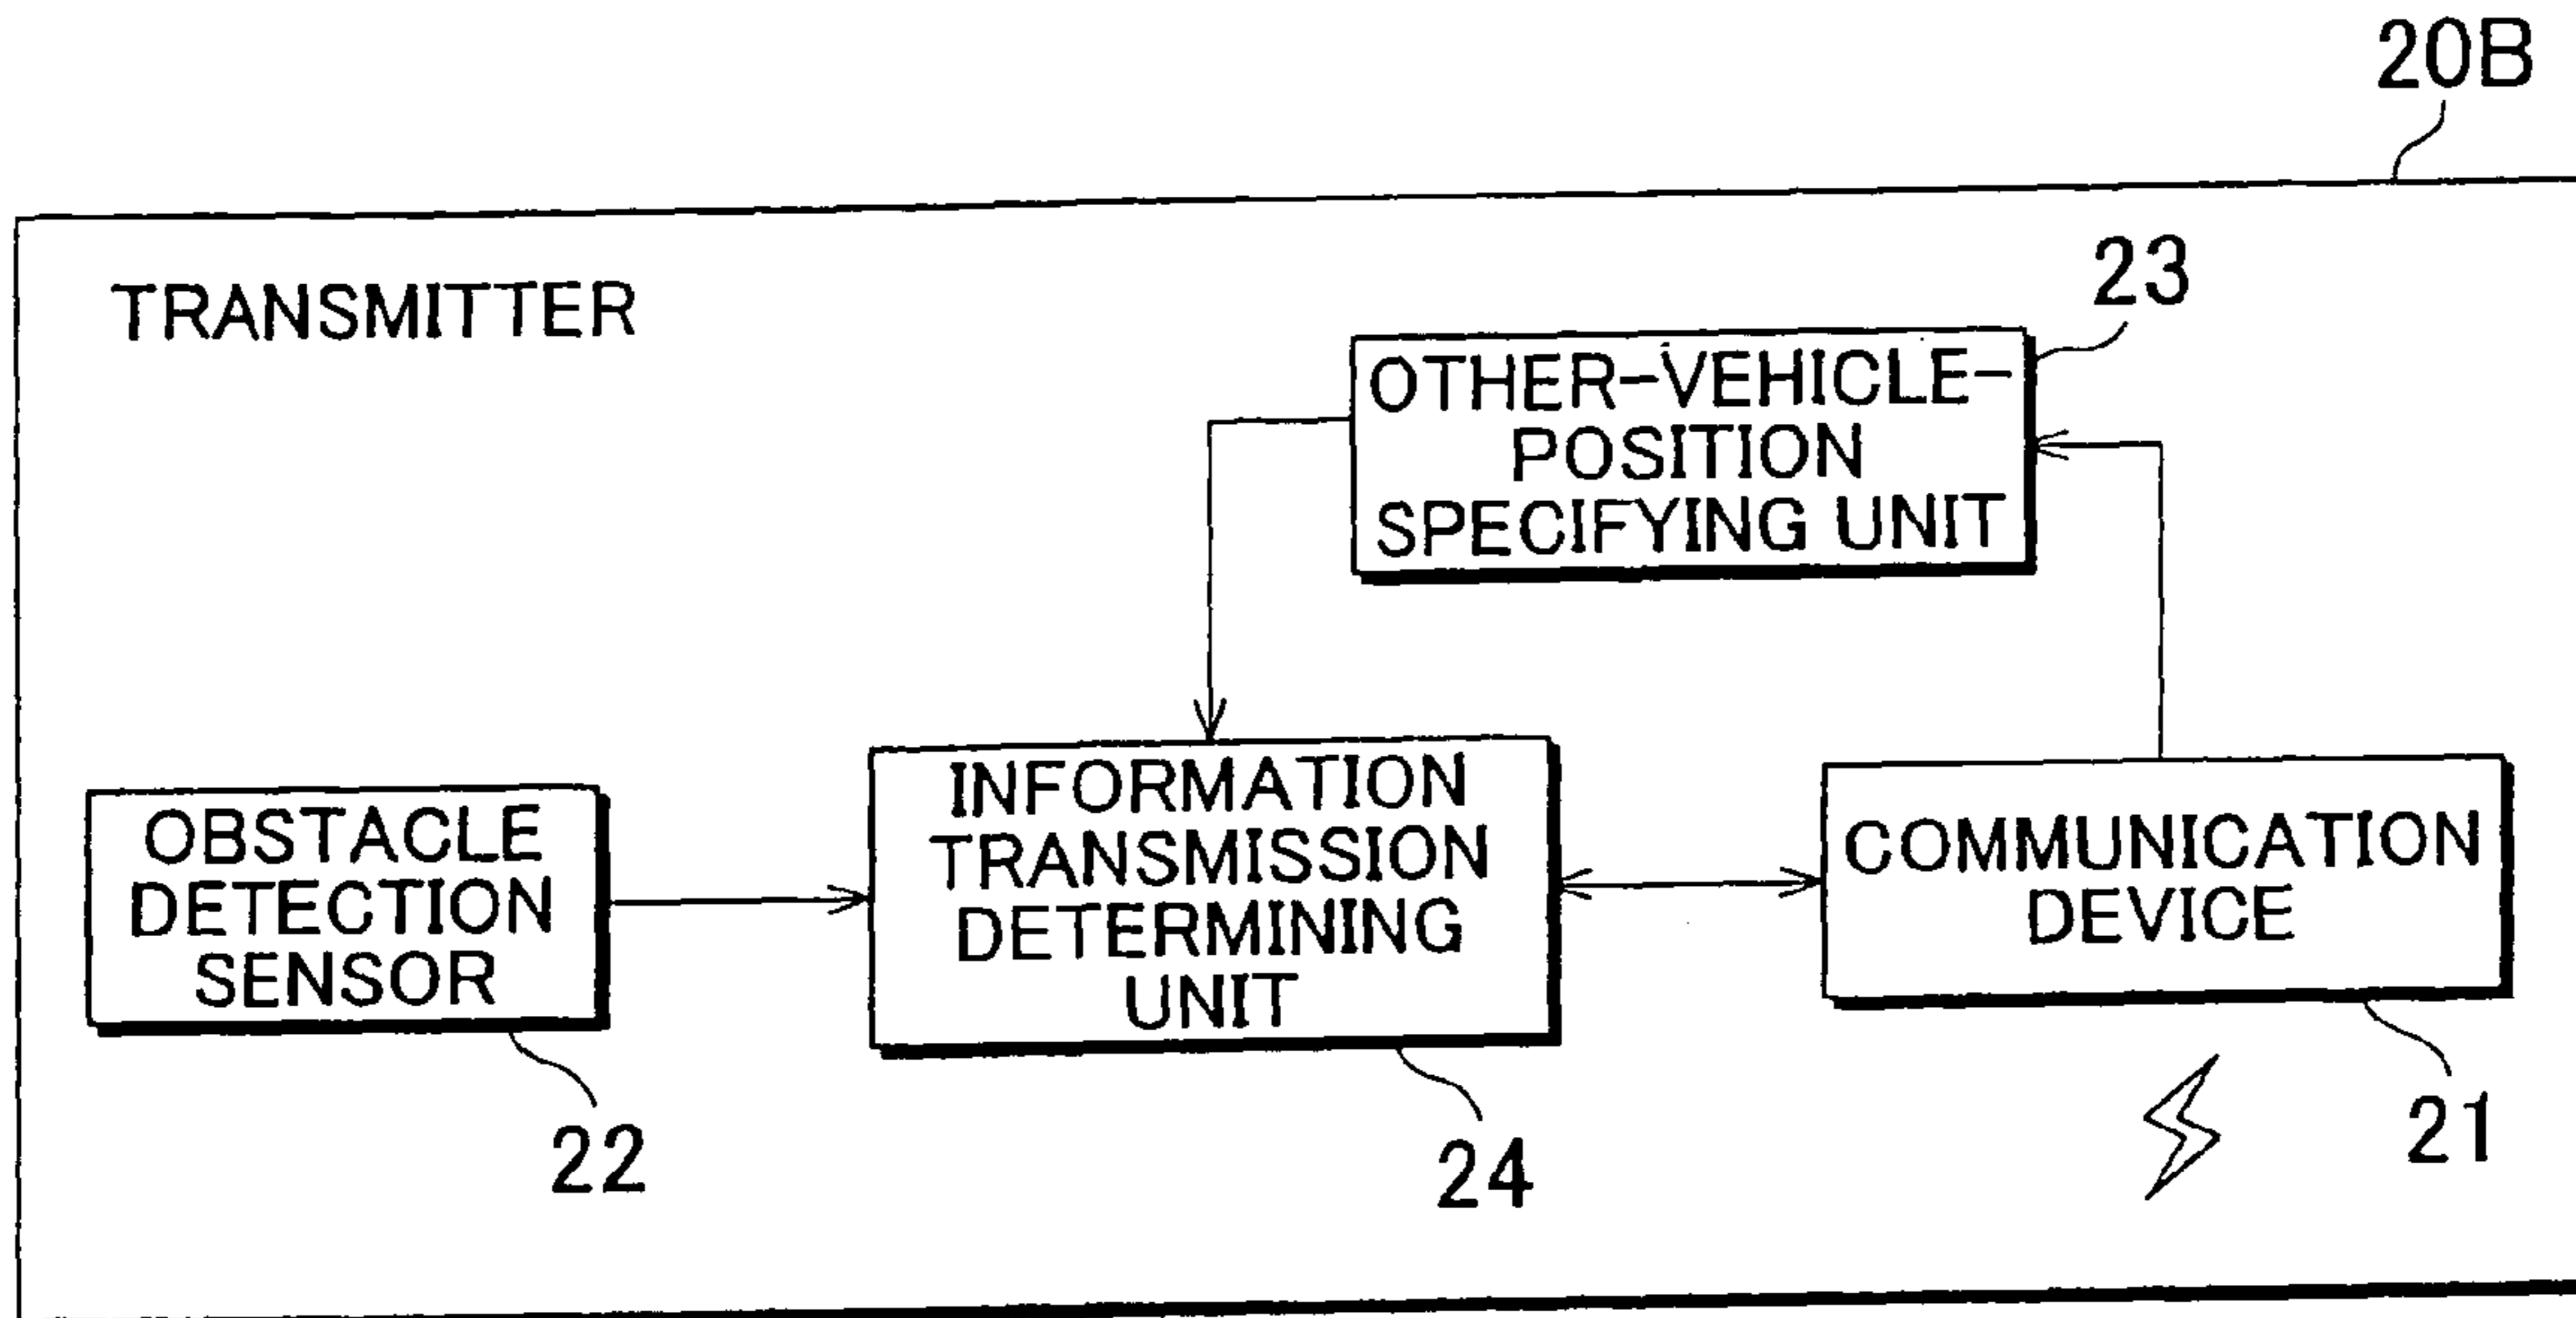 20B
TRANSMITTER
23
OTHER-VEHICLE-
POSITION
SPECIFYING UNIT
OBSTACLE
DETECTION
SENSOR
22
INFORMATION
TRANSMISSION
DETERMINING
UNIT
24
COMMUNICATION
DEVICE
21